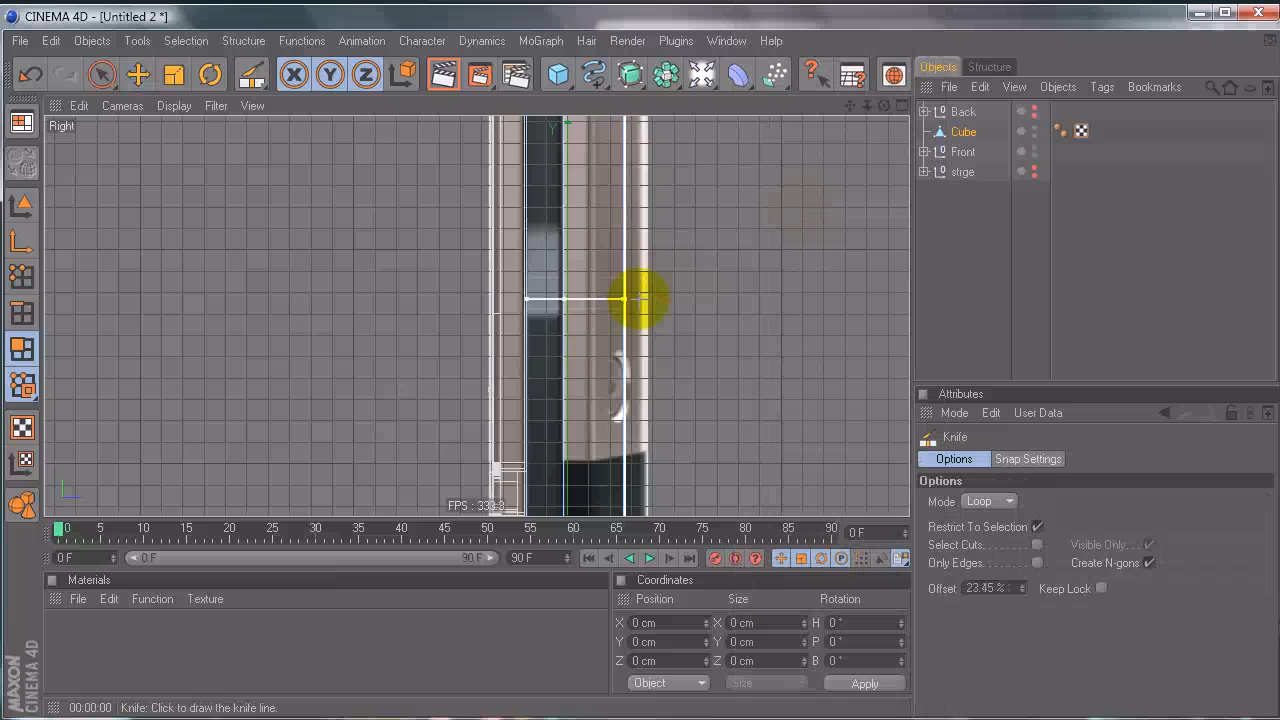 CINEMA 4D - [Untitled 2 *]
File Edit Objects Tools Selection Structure Functions Animation Character Dynamics MoGraph Hair Render Plugins Window Help
X Y Z
Edit Cameras Display Filter View
Right
Y
FPS : 333.3
Objects Structure
File Edit View Objects Tags Bookmarks
Back
Cube
Front
strge
Attributes
Mode Edit User Data
Knife
Options Snap Settings
Options
Mode Loop
Restrict To Selection
Select Cuts Visible Only
Only Edges Create N-gons
Offset 23.45 % Keep Lock
0 5 10 15 20 25 30 35 40 45 50 55 60 65 70 75 80 85 90 0 F
0 F 0 F 90 F 90 F
Materials
File Edit Function Texture
Coordinates
Position Size Rotation
X 0 cm X 0 cm H 0 °
Y 0 cm Y 0 cm P 0 °
Z 0 cm Z 0 cm B 0 °
Object Size Apply
MAXON
CINEMA 4D
00:00:00 Knife: Click to draw the knife line.